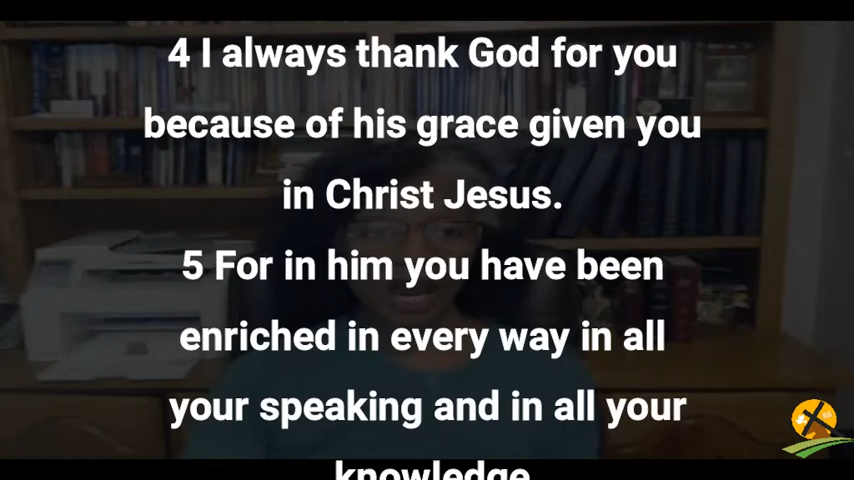 4 I always thank God for you
because of his grace given you
in Christ Jesus.
5 For in him you have been
enriched in every way in all
your speaking and in all your
knowledge